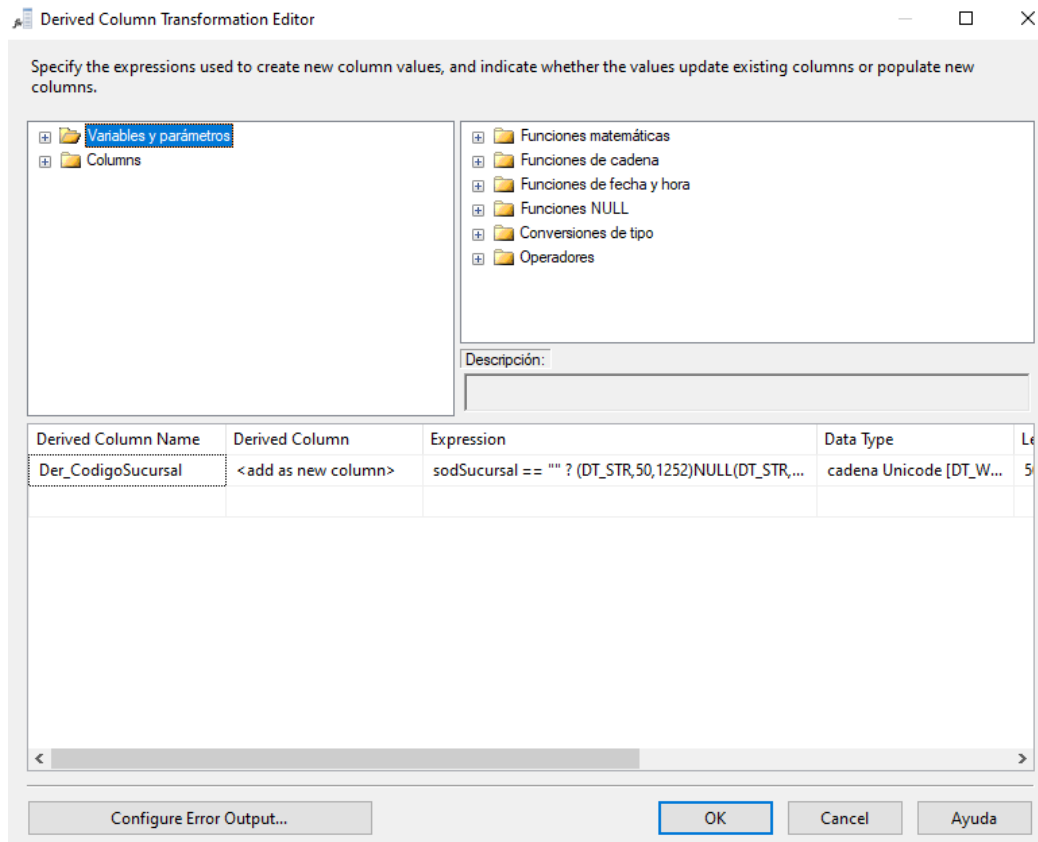 Derived Column Transformation Editor
Specify the expressions used to create new column values, and indicate whether the values update existing columns or populate new
columns.
Variables y parámetros
Columns
Funciones matemáticas
Funciones de cadena
Funciones de fecha y hora
Funciones NULL
Conversiones de tipo
Operadores
Descripción:
Derived Column Name Derived Column Expression Data Type Le
Der_CodigoSucursal <add as new column> sodSucursal == "" ? (DT_STR,50,1252)NULL(DT_STR,... cadena Unicode [DT_W... 50
Configure Error Output... OK Cancel Ayuda